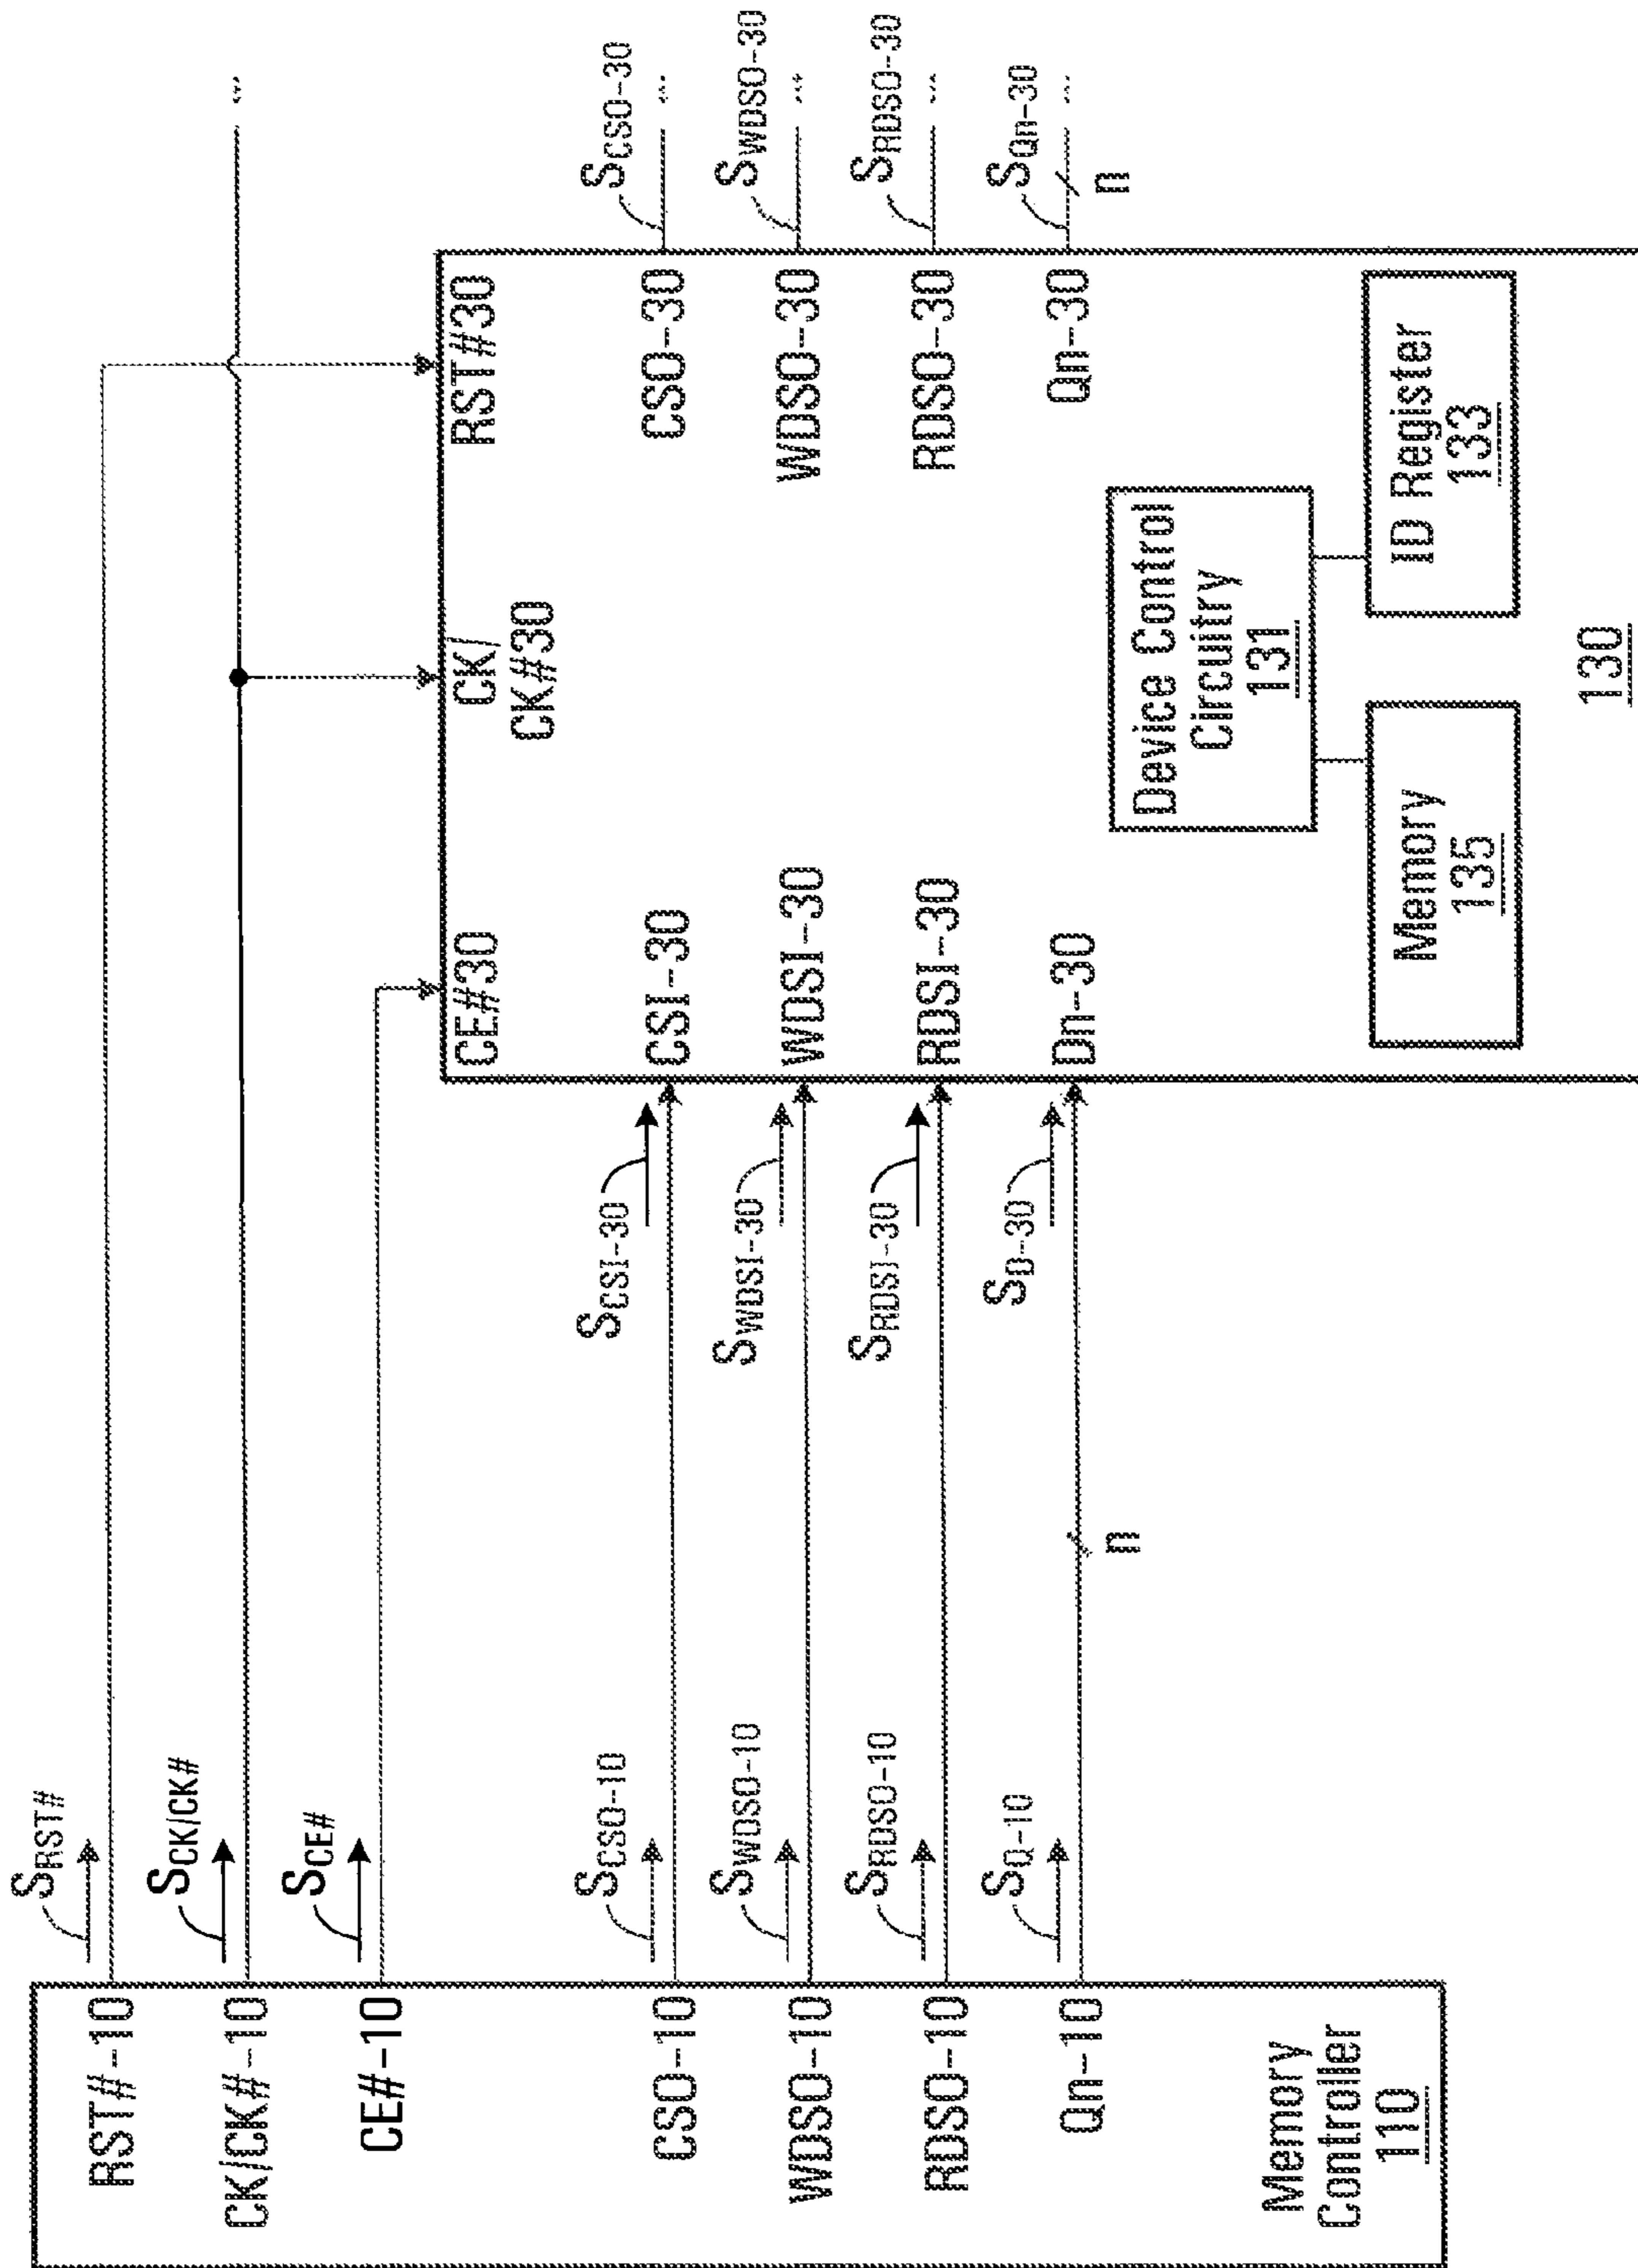 SRST#
SCK/CK#
SCE#
RST#-10
CK/CK#-10
CE#-10
CE#30
CK/
CK#30
RST#30
CSO-10
SCSO-10
SCSI-30
CSI-30
CSO-30
SCSO-30
WDSO-10
SWDSO-10
SWDSI-30
WDSI-30
WDSO-30
SWDSO-30
RDSO-10
SRDSO-10
SRDSI-30
RDSI-30
RDSO-30
SRDSO-30
Qn-10
SQ-10
n
SD-30
Dn-30
Qn-30
SQn-30
n
Memory
Controller
110
Device Control
Circuitry
131
Memory
135
ID Register
133
130